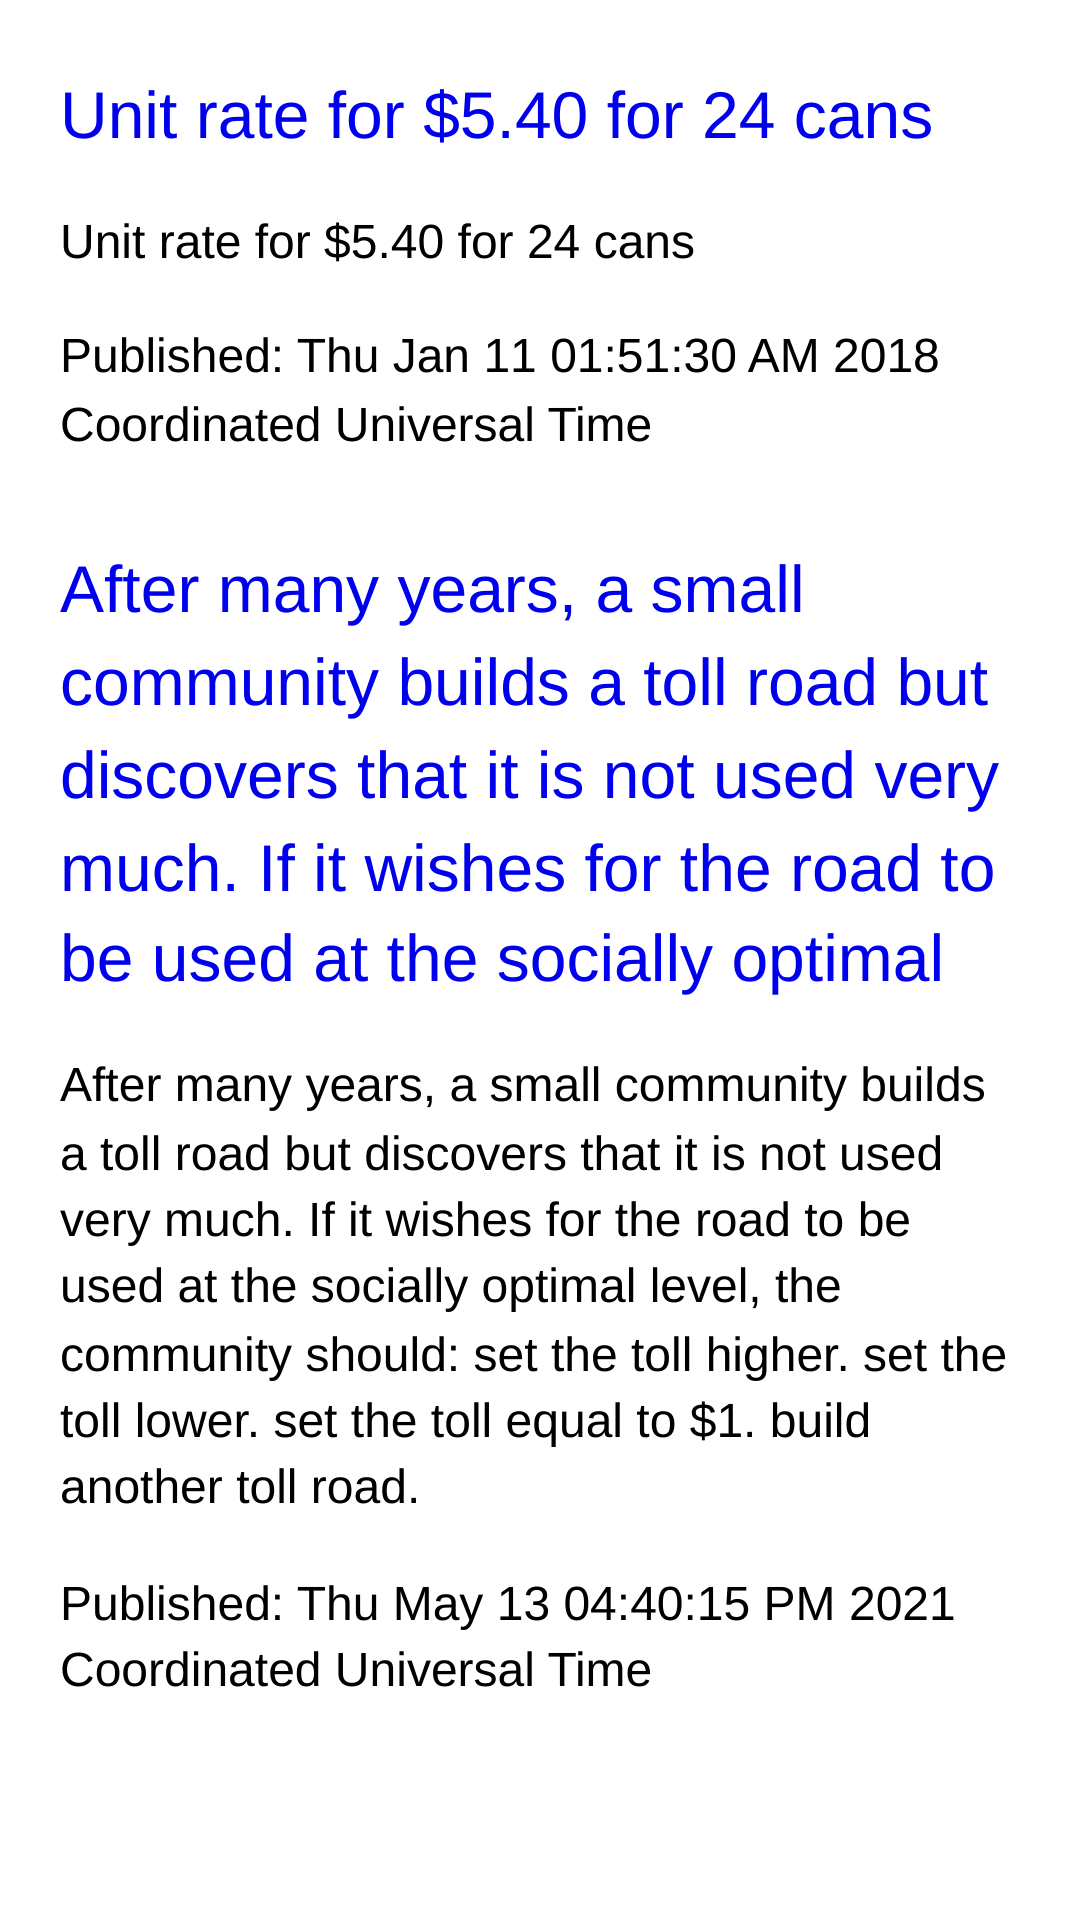 Unit rate for $5.40 for 24 cans
Unit rate for $5.40 for 24 cans
Published: Thu Jan 11 01:51:30 AM 2018
Coordinated Universal Time
After many years, a small
community builds a toll road but
discovers that it is not used very
much. If it wishes for the road to
be used at the socially optimal
After many years, a small community builds
a toll road but discovers that it is not used
very much. If it wishes for the road to be
used at the socially optimal level, the
community should: set the toll higher. set the
toll lower. set the toll equal to $1. build
another toll road.
Published: Thu May 13 04:40:15 PM 2021
Coordinated Universal Time